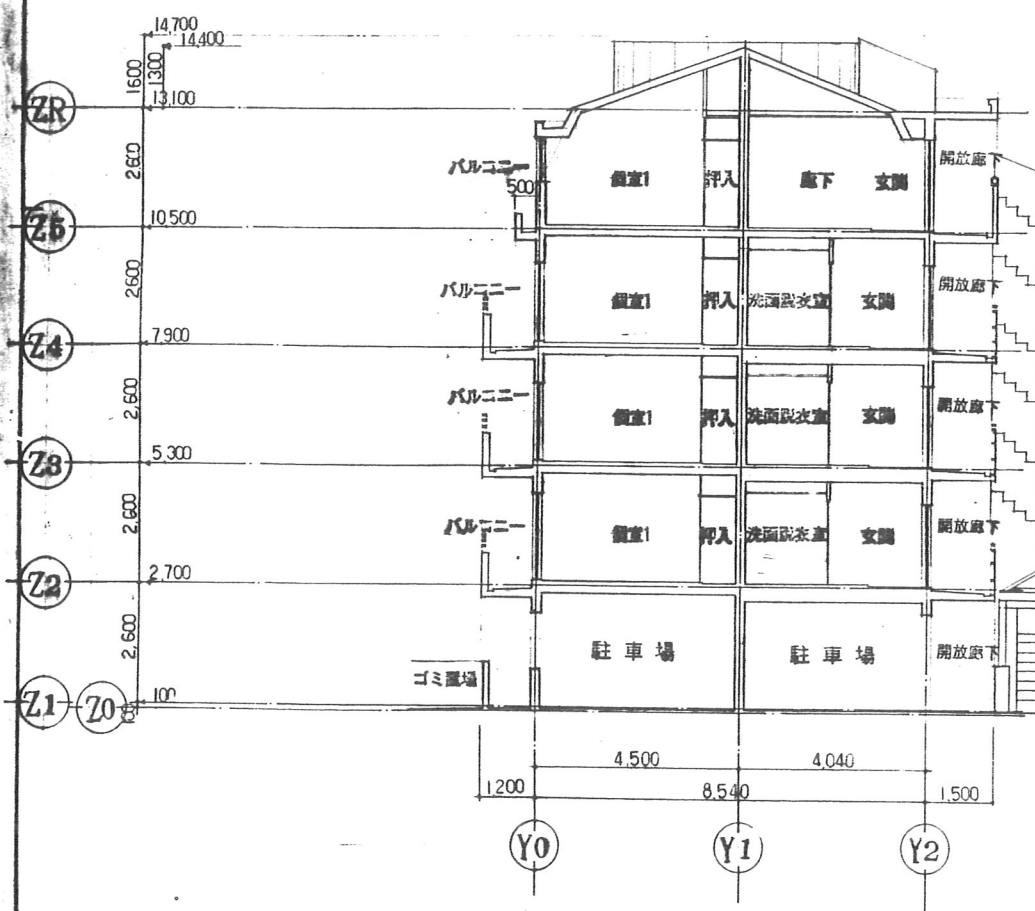 14,700
14,400
1600
1300
ZR
13,100
2600
バルコニー
個室1
押入
廊下
玄関
開放廊下
500
Z5
10,500
2600
バルコニー
個室1
押入
洗面脱衣室
玄関
開放廊下
Z4
7,900
2,600
バルコニー
個室1
押入
洗面脱衣室
玄関
開放廊下
Z3
5,300
2,600
バルコニー
個室1
押入
洗面脱衣室
玄関
開放廊下
Z2
2,700
2,600
駐車場
駐車場
開放廊下
ゴミ置場
Z1
Z0
100
4,500
4,040
1,200
8,540
1,500
Y0
Y1
Y2